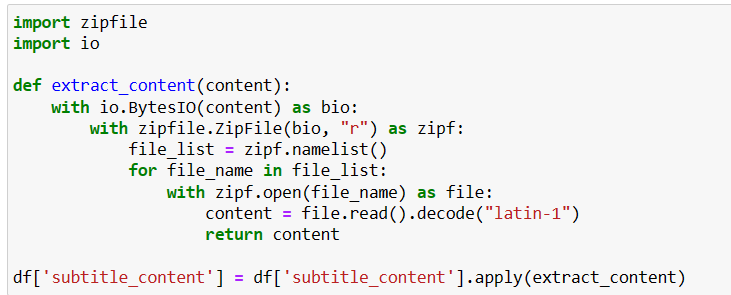 import zipfile
import io

def extract_content(content):
    with io.BytesIO(content) as bio:
        with zipfile.ZipFile(bio, "r") as zipf:
            file_list = zipf.namelist()
            for file_name in file_list:
                with zipf.open(file_name) as file:
                    content = file.read().decode("latin-1")
                    return content

df['subtitle_content'] = df['subtitle_content'].apply(extract_content)